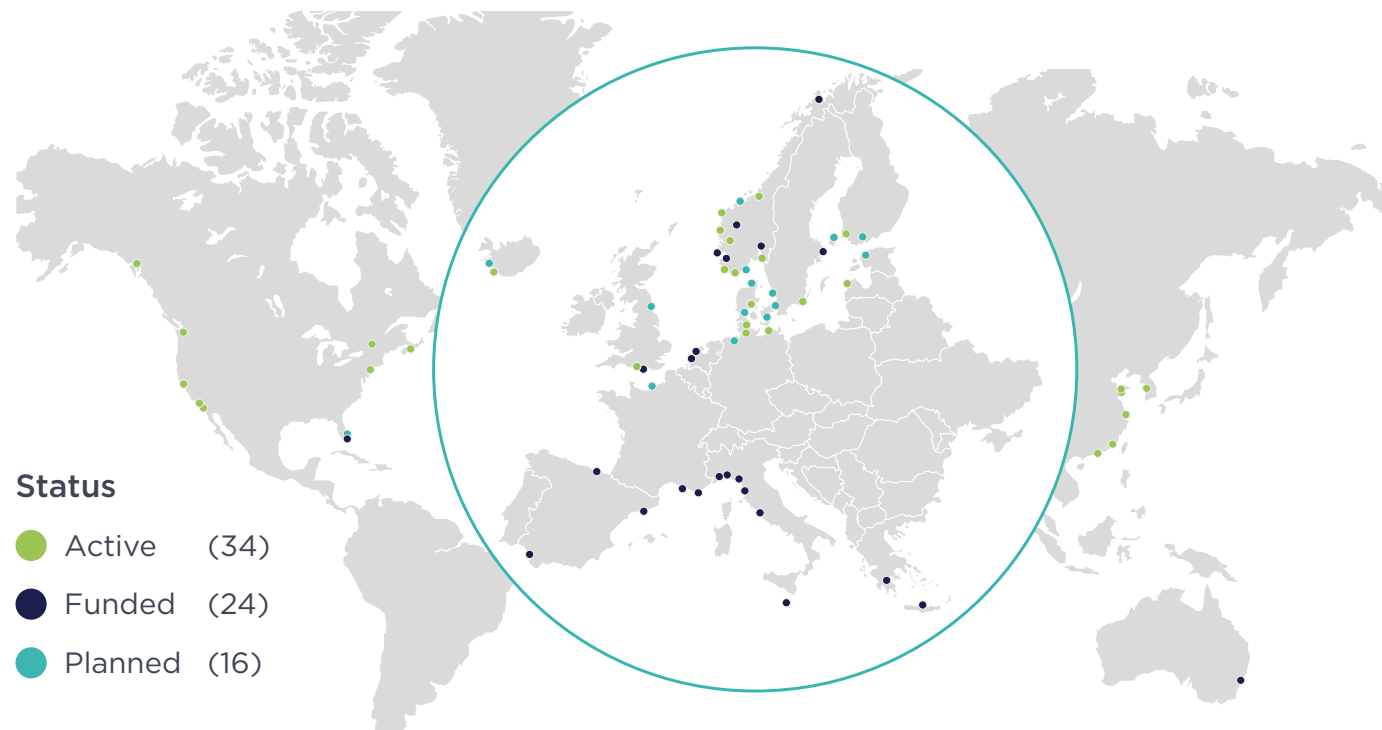 Status
Active (34)
Funded (24)
Planned (16)